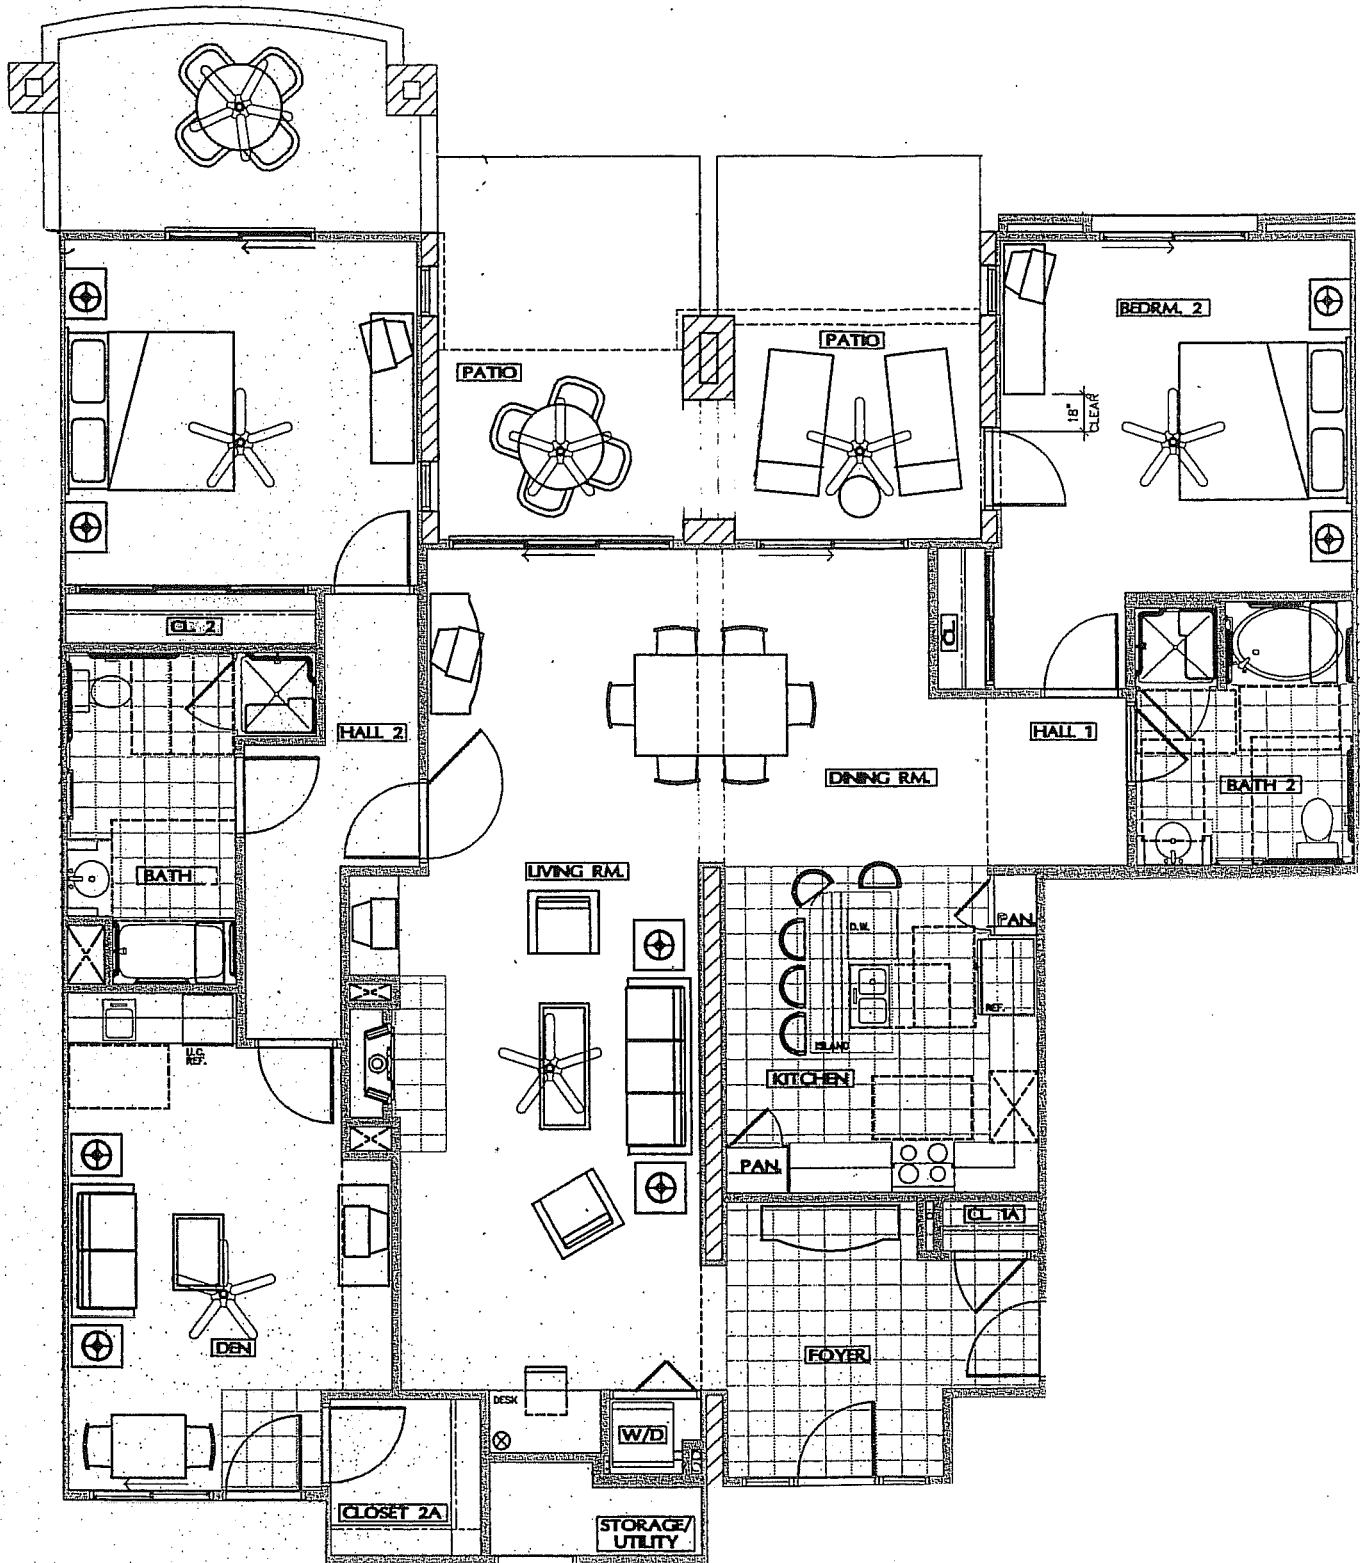 BEDRM. 2
PATIO
PATIO
18"
CLEAR
CL. 2
CL.
HALL 2
HALL 1
DINING RM.
BATH 2
BATH
LIVING RM.
PAN.
D.W.
REF.
U.C.
REF.
ISLAND
KITCHEN
PAN.
CL. 1A
DEN
FOYER
DESK
W/D
CLOSET 2A
STORAGE/
UTILITY